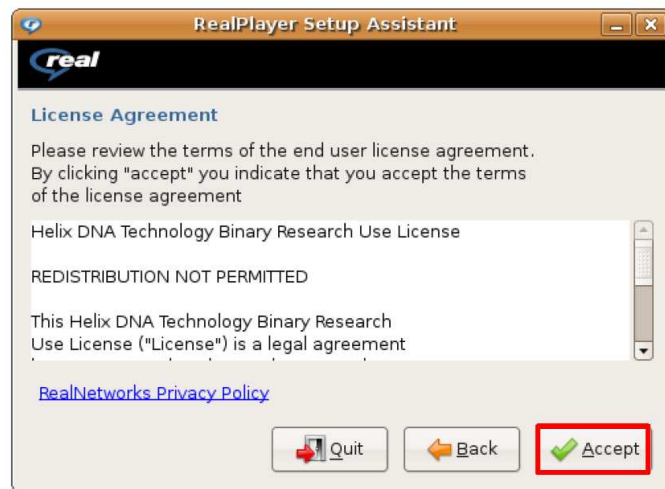 RealPlayer Setup Assistant
real
License Agreement
Please review the terms of the end user license agreement.
By clicking "accept" you indicate that you accept the terms
of the license agreement
Helix DNA Technology Binary Research Use License
REDISTRIBUTION NOT PERMITTED
This Helix DNA Technology Binary Research
Use License ("License") is a legal agreement
RealNetworks Privacy Policy
Quit
Back
Accept